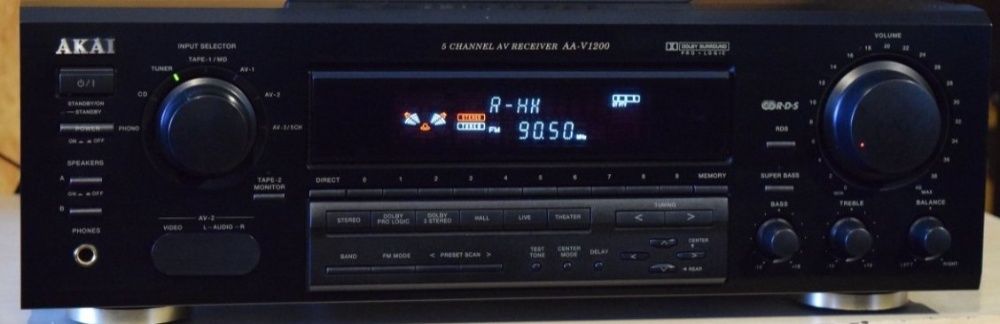 AKAI
5 CHANNEL AV RECEIVER AA-V1200
DOLBY SURROUND
PRO • LOGIC
INPUT SELECTOR
TAPE-1/MD
TUNER
AV-1
CD
AV-2
PHONO
AV-3/5CH
STANDBY/ON
STANDBY
POWER
ON OFF
SPEAKERS
A
ON OFF
B
PHONES
TAPE-2
MONITOR
AV-2
VIDEO L-AUDIO-R
A-HK
STEREO
TUNED
FM 90.50 MHz
DIRECT 0 1 2 3 4 5 6 7 8 9 MEMORY
STEREO
DOLBY
PRO LOGIC
DOLBY
3 STEREO
HALL
LIVE
THEATER
TUNING
< >
BAND
FM MODE
< PRESET SCAN >
TEST
TONE
CENTER
MODE
DELAY
CENTER
REAR
VOLUME
R·D·S
RDS
SUPER BASS
MIN
MAX
BASS
TREBLE
BALANCE
LEFT RIGHT